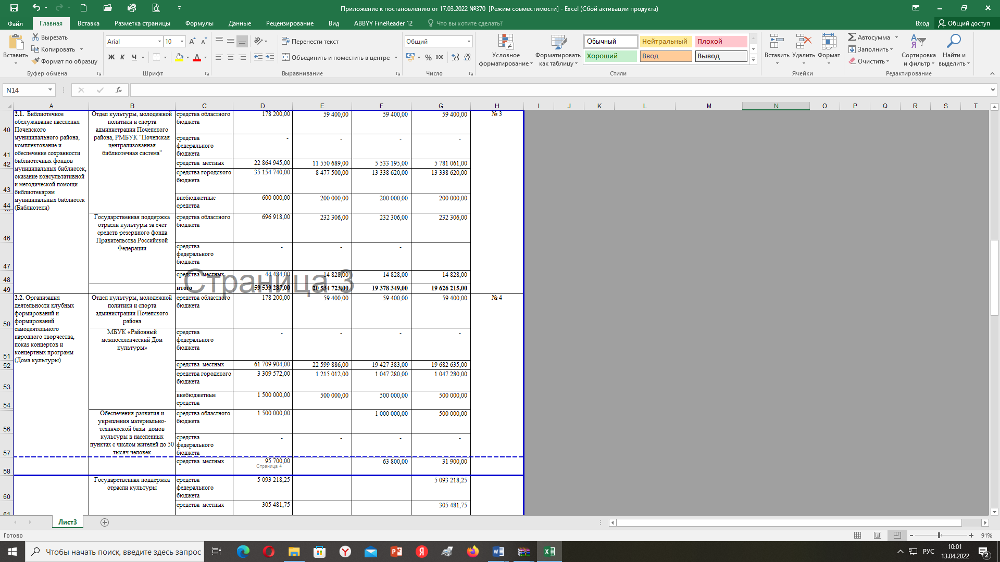 Приложение к постановлению от 17.03.2022 №370 [Режим совместимости] - Excel (Сбой активации продукта)
Файл Главная Вставка Разметка страницы Формулы Данные Рецензирование Вид ABBYY FineReader 12 Что вы хотите сделать? Вход Общий доступ
Вставить
Вырезать
Копировать
Формат по образцу
Буфер обмена
Arial 10
Ж К Ч
Шрифт
Перенести текст
Объединить и поместить в центре
Выравнивание
Общий
% 000
Число
Условное форматирование
Форматировать как таблицу
Обычный Нейтральный Плохой
Хороший Ввод Вывод
Стили
Вставить Удалить Формат
Ячейки
Автосумма
Заполнить
Очистить
Сортировка и фильтр
Найти и выделить
Редактирование
N14
fx
A B C D E F G H I J K L M N O P Q R S T
2.1. Библиотечное
обслуживание населения
Почепского
муниципального района,
комплектование и
обеспечение сохранности
библиотечных фондов
муниципальных библиотек,
оказание консультативной
и методической помощи
библиотекарям
муниципальных библиотек
(Библиотеки)
Отдел культуры, молодежной
политики и спорта
администрации Почепского
района, РМБУК "Почепская
централизованная
библиотечная система"
40 средства областного бюджета 178 200,00 59 400,00 59 400,00 59 400,00 № 3
41 средства федерального бюджета - - - -
42 средства местных 22 864 945,00 11 550 689,00 5 533 195,00 5 781 061,00
43 средства городского бюджета 35 154 740,00 8 477 500,00 13 338 620,00 13 338 620,00
44 внебюджетные средства 600 000,00 200 000,00 200 000,00 200 000,00
Государственная поддержка
отрасли культуры за счет
средств резервного фонда
Правительства Российской
Федерации
46 средства областного бюджета 696 918,00 232 306,00 232 306,00 232 306,00
47 средства федерального бюджета - - -
48 средства местных 44 484,00 14 828,00 14 828,00 14 828,00
Страница 3
49 итого 59 539 287,00 20 534 723,00 19 378 349,00 19 626 215,00
2.2. Организация
деятельности клубных
формирований и
формирований
самодеятельного
народного творчества,
показ концертов и
концертных программ
(Дома культуры)
Отдел культуры, молодежной
политики и спорта
администрации Почепского
района
50 средства областного бюджета 178 200,00 59 400,00 59 400,00 59 400,00 № 4
МБУК «Районный
межпоселенческий Дом
культуры»
51 средства федерального бюджета - - - -
52 средства местных 61 709 904,00 22 599 886,00 19 427 383,00 19 682 635,00
53 средства городского бюджета 3 309 572,00 1 215 012,00 1 047 280,00 1 047 280,00
54 внебюджетные средства 1 500 000,00 500 000,00 500 000,00 500 000,00
Обеспечения развития и
укрепления материально-
технической базы домов
культуры в населенных
пунктах с числом жителей до 50
тысяч человек
56 средства областного бюджета 1 500 000,00 1 000 000,00 500 000,00
57 средства федерального бюджета - - - -
58 средства местных 95 700,00 63 800,00 31 900,00
Страница 4
Государственная поддержка
отрасли культуры
60 средства федерального бюджета 5 093 218,25 5 093 218,25
61 средства местных 305 481,75 305 481,75
Лист3
Готово
91%
Чтобы начать поиск, введите здесь запрос
РУС
10:01
13.04.2022
2